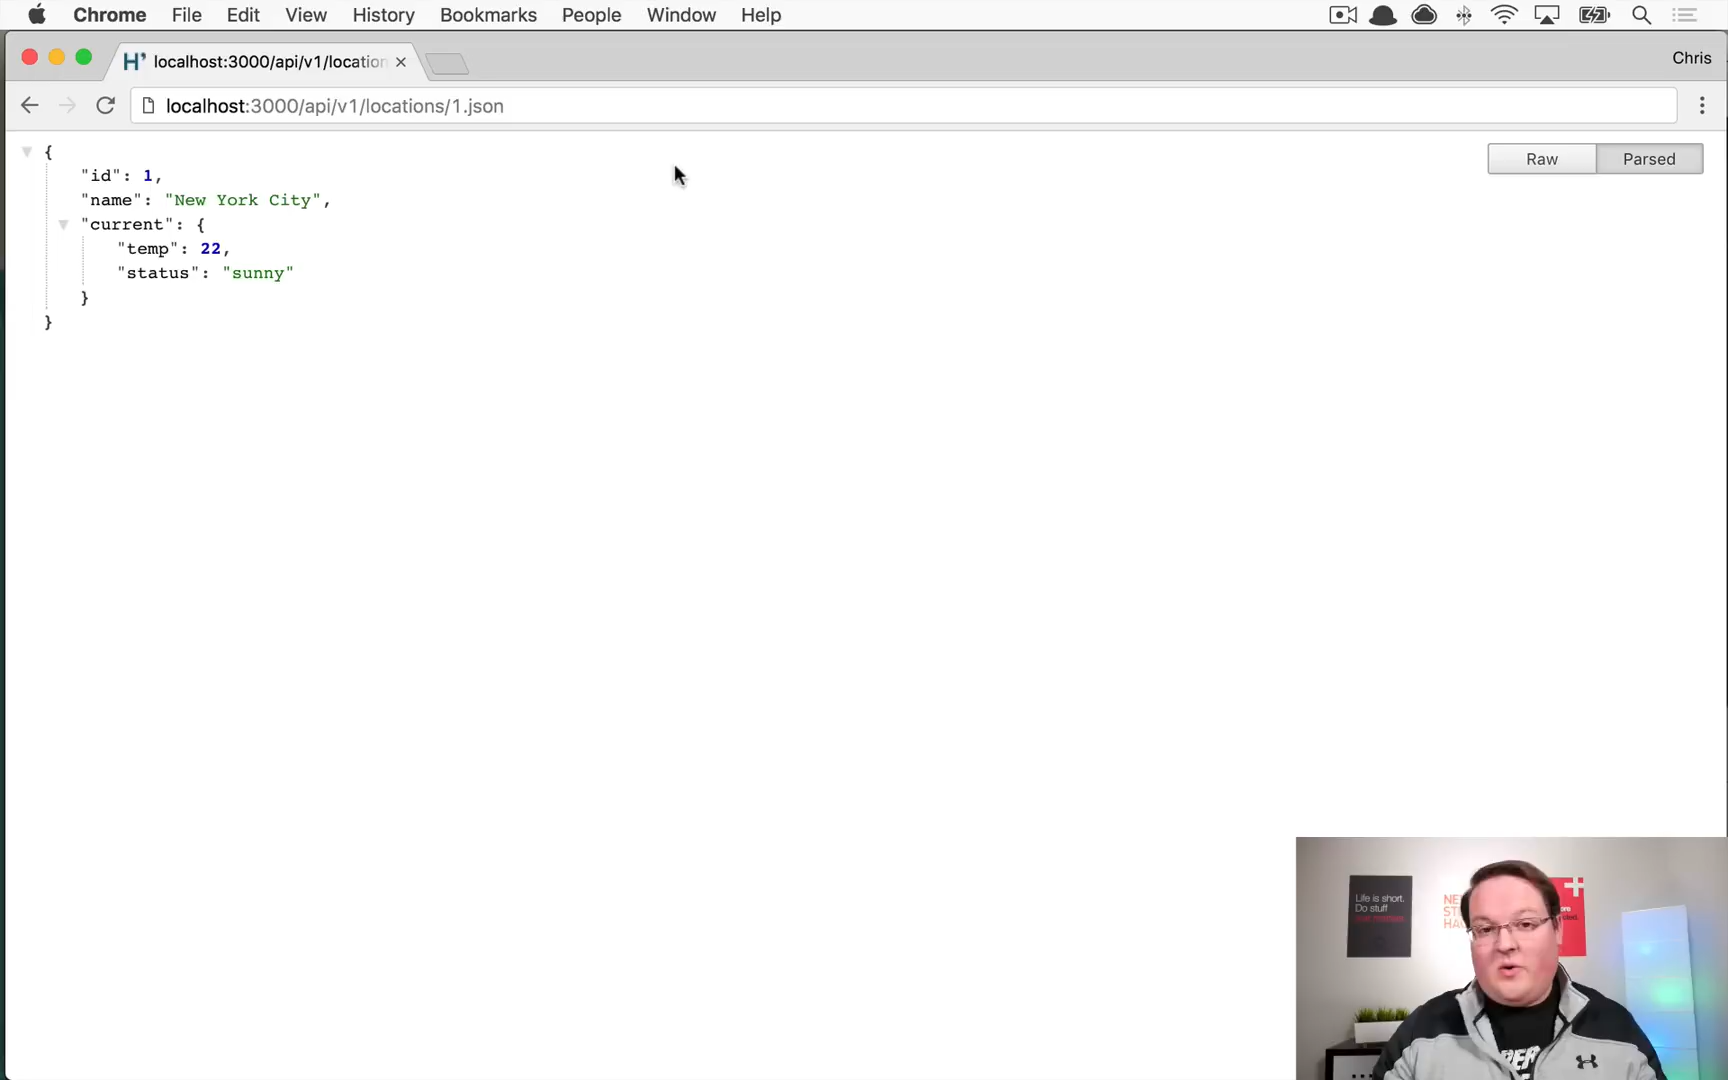 Chrome File Edit View History Bookmarks People Window Help
localhost:3000/api/v1/location
Chris
localhost:3000/api/v1/locations/1.json
Raw Parsed
{
"id": 1,
"name": "New York City",
"current": {
"temp": 22,
"status": "sunny"
}
}
Life is short.
Do stuff